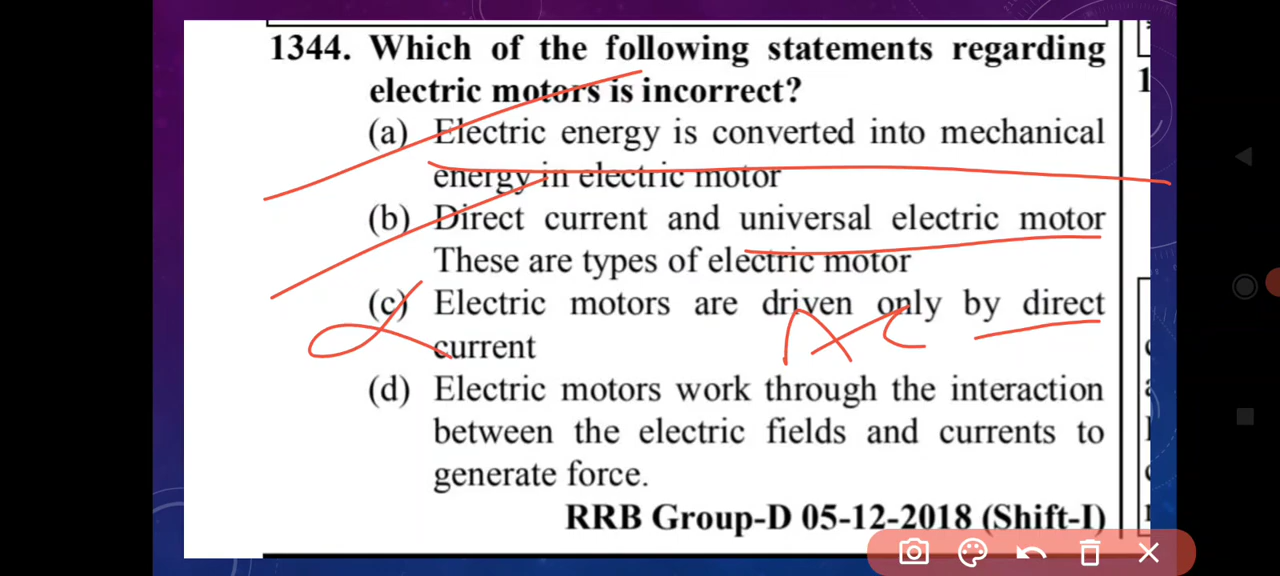 1344. Which of the following statements regarding
electric motors is incorrect?
(a) Electric energy is converted into mechanical
energy in electric motor
(b) Direct current and universal electric motor
These are types of electric motor
(c) Electric motors are driven only by direct
current
AC
(d) Electric motors work through the interaction
between the electric fields and currents to
generate force.
RRB Group-D 05-12-2018 (Shift-I)
1